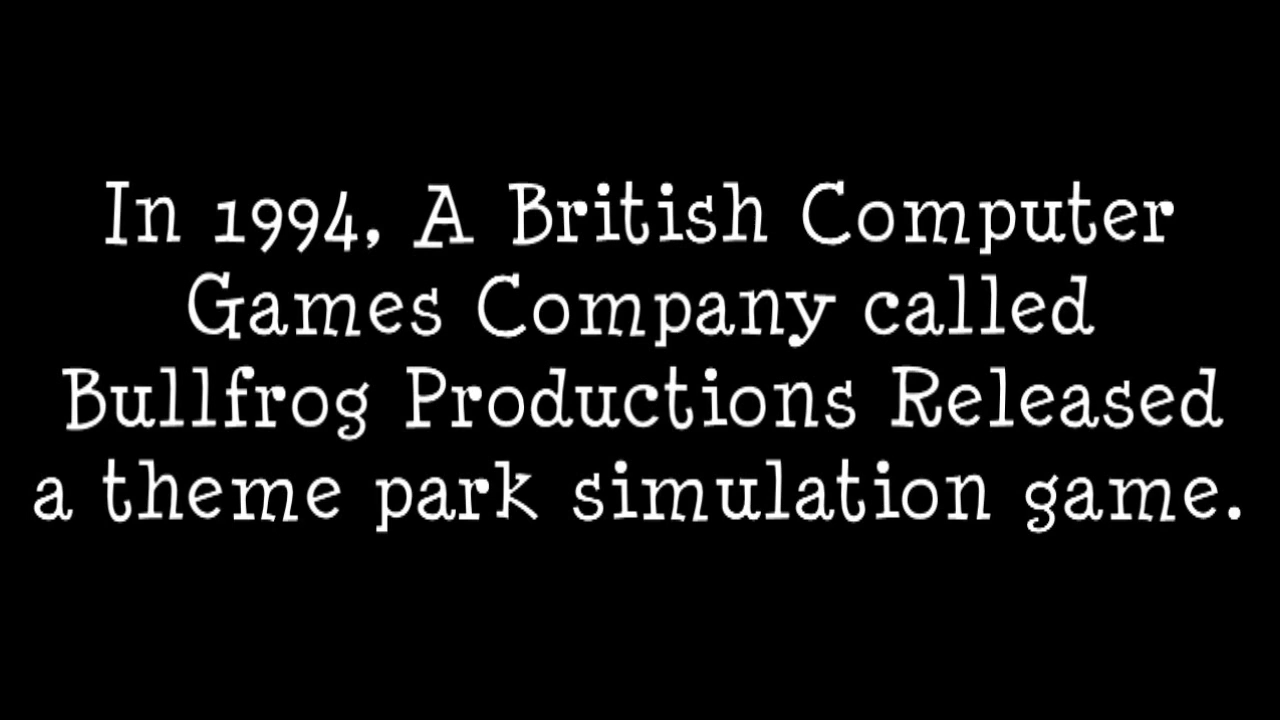 In 1994, A British Computer
Games Company called
Bullfrog Productions Released
a theme park simulation game.